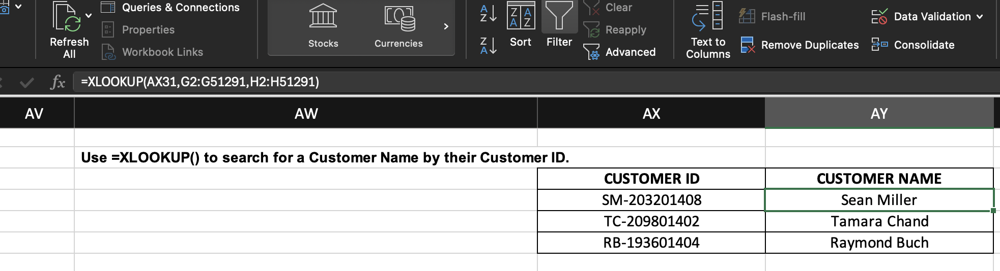 Queries & Connections
Properties
Workbook Links
Refresh
All
Stocks
Currencies
A
Z
Z
A
Z A
A Z
Sort
Filter
Clear
Reapply
Advanced
Text to
Columns
Flash-fill
Remove Duplicates
Data Validation
Consolidate
fx =XLOOKUP(AX31,G2:G51291,H2:H51291)
AV AW AX AY
Use =XLOOKUP() to search for a Customer Name by their Customer ID.
CUSTOMER ID CUSTOMER NAME
SM-203201408 Sean Miller
TC-209801402 Tamara Chand
RB-193601404 Raymond Buch